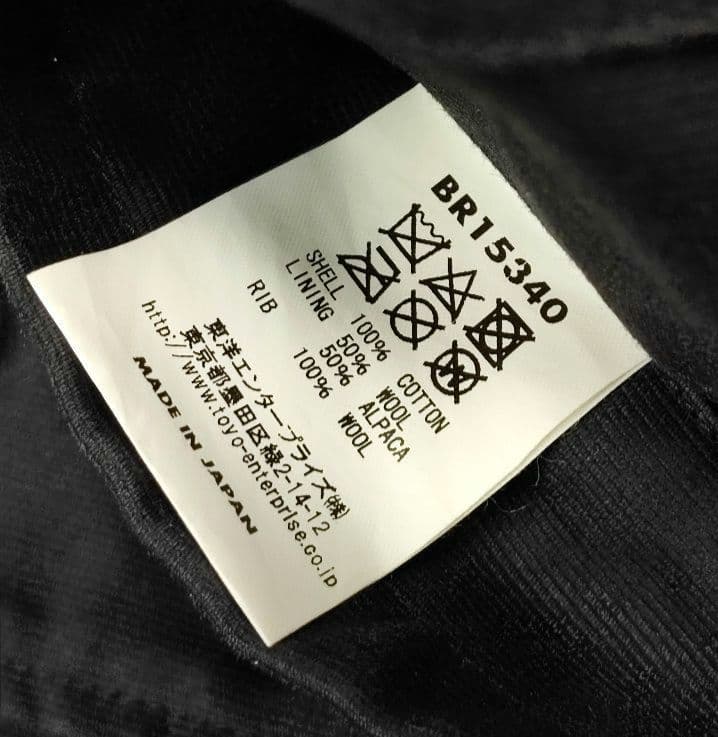 BR15340
SHELL 100% COTTON
LINING 50% WOOL
50% ALPACA
RIB 100% WOOL
東洋エンタープライズ㈱
東京都墨田区緑2-14-12
http://www.toyo-enterprise.co.jp
MADE IN JAPAN